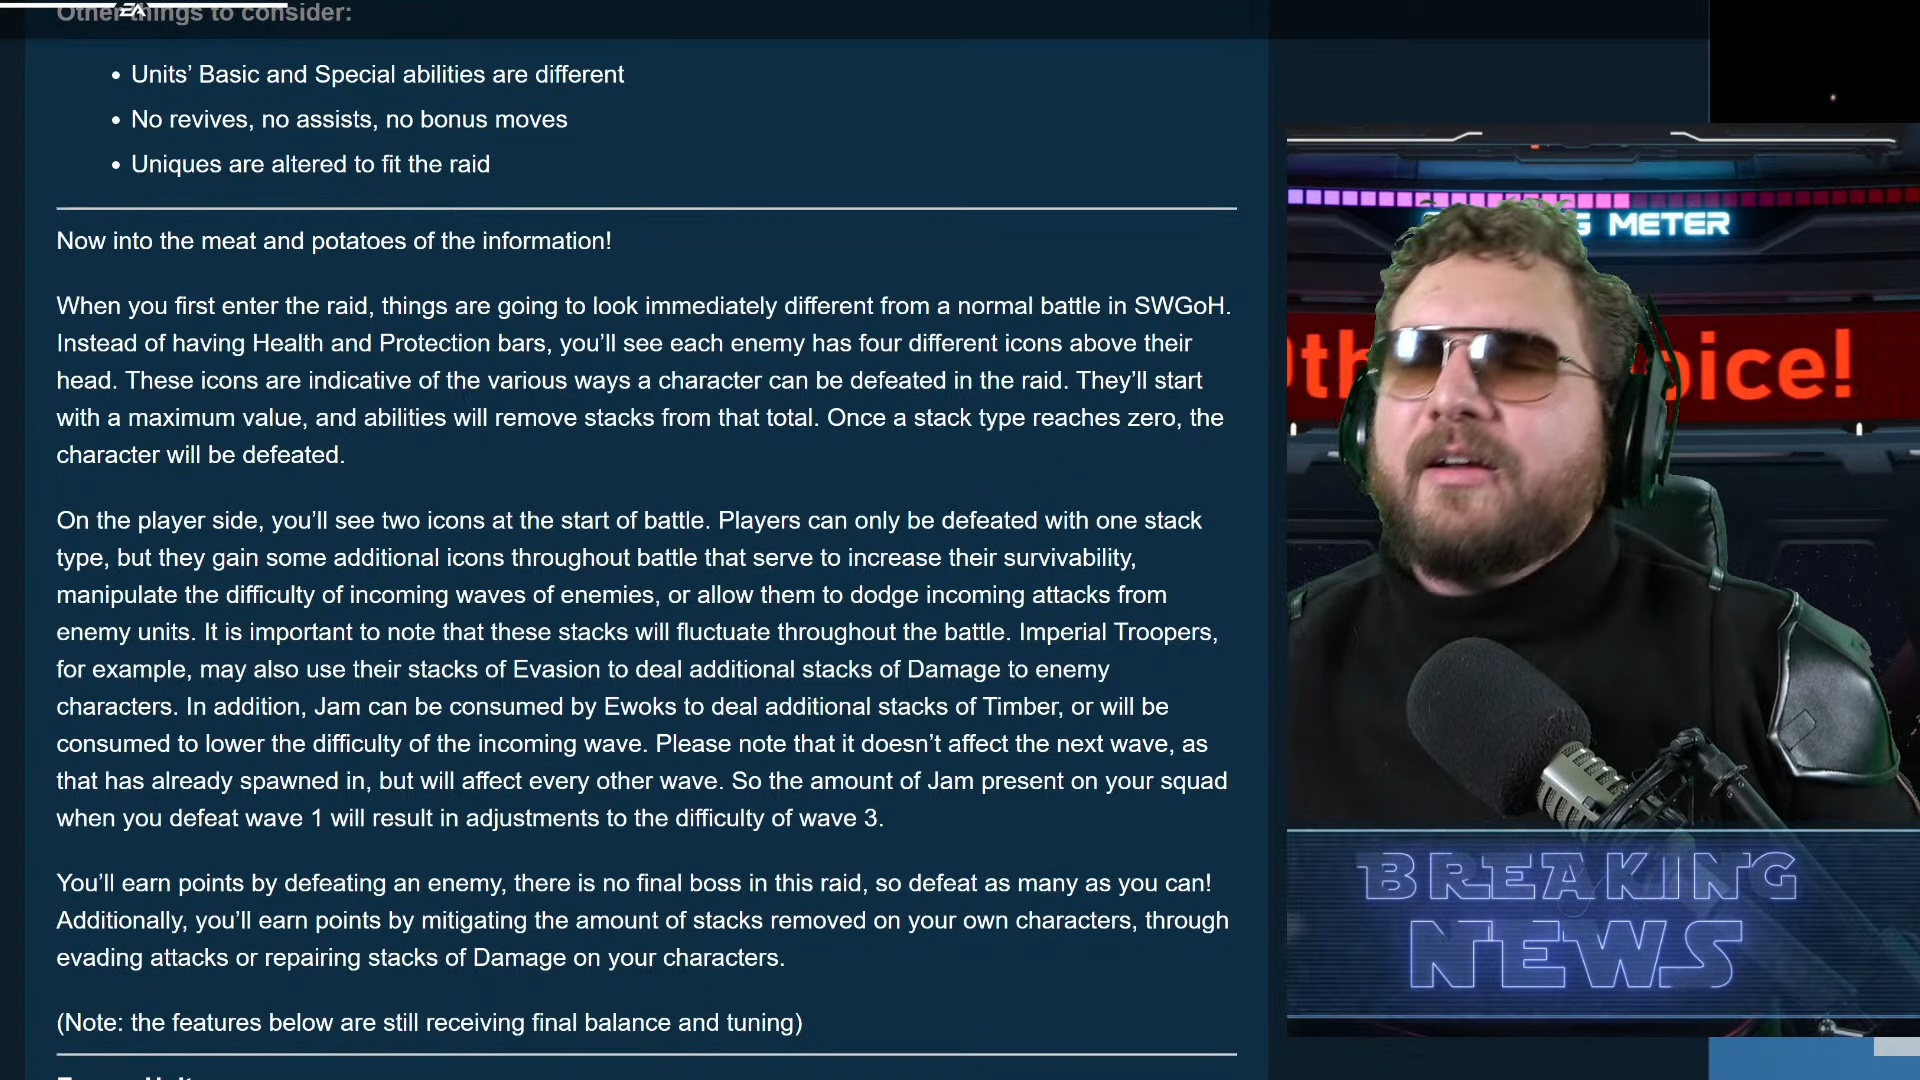 Other things to consider:
EA
• Units’ Basic and Special abilities are different
• No revives, no assists, no bonus moves
• Uniques are altered to fit the raid
Now into the meat and potatoes of the information!
When you first enter the raid, things are going to look immediately different from a normal battle in SWGoH.
Instead of having Health and Protection bars, you’ll see each enemy has four different icons above their
head. These icons are indicative of the various ways a character can be defeated in the raid. They’ll start
with a maximum value, and abilities will remove stacks from that total. Once a stack type reaches zero, the
character will be defeated.
On the player side, you’ll see two icons at the start of battle. Players can only be defeated with one stack
type, but they gain some additional icons throughout battle that serve to increase their survivability,
manipulate the difficulty of incoming waves of enemies, or allow them to dodge incoming attacks from
enemy units. It is important to note that these stacks will fluctuate throughout the battle. Imperial Troopers,
for example, may also use their stacks of Evasion to deal additional stacks of Damage to enemy
characters. In addition, Jam can be consumed by Ewoks to deal additional stacks of Timber, or will be
consumed to lower the difficulty of the incoming wave. Please note that it doesn’t affect the next wave, as
that has already spawned in, but will affect every other wave. So the amount of Jam present on your squad
when you defeat wave 1 will result in adjustments to the difficulty of wave 3.
You’ll earn points by defeating an enemy, there is no final boss in this raid, so defeat as many as you can!
Additionally, you’ll earn points by mitigating the amount of stacks removed on your own characters, through
evading attacks or repairing stacks of Damage on your characters.
(Note: the features below are still receiving final balance and tuning)
METER
BREAKING
NEWS